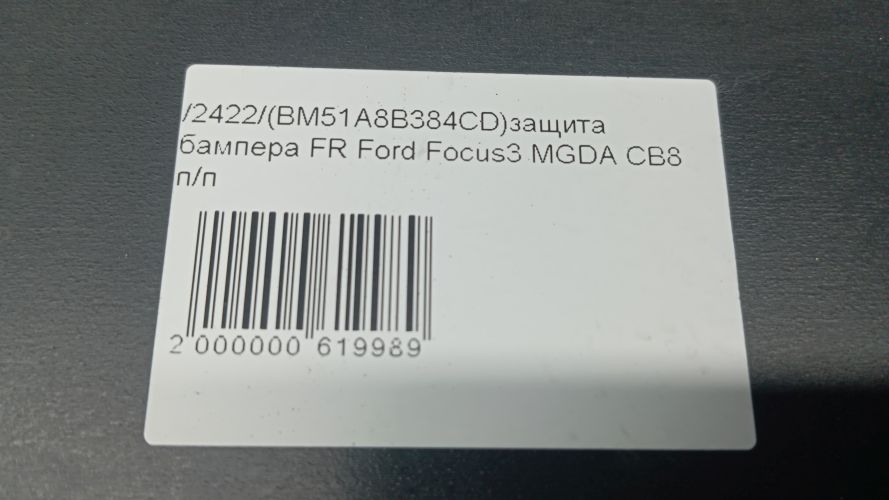 /2422/(BM51A8B384CD)защита
бампера FR Ford Focus3 MGDA CB8
п/п
2 000000 619989